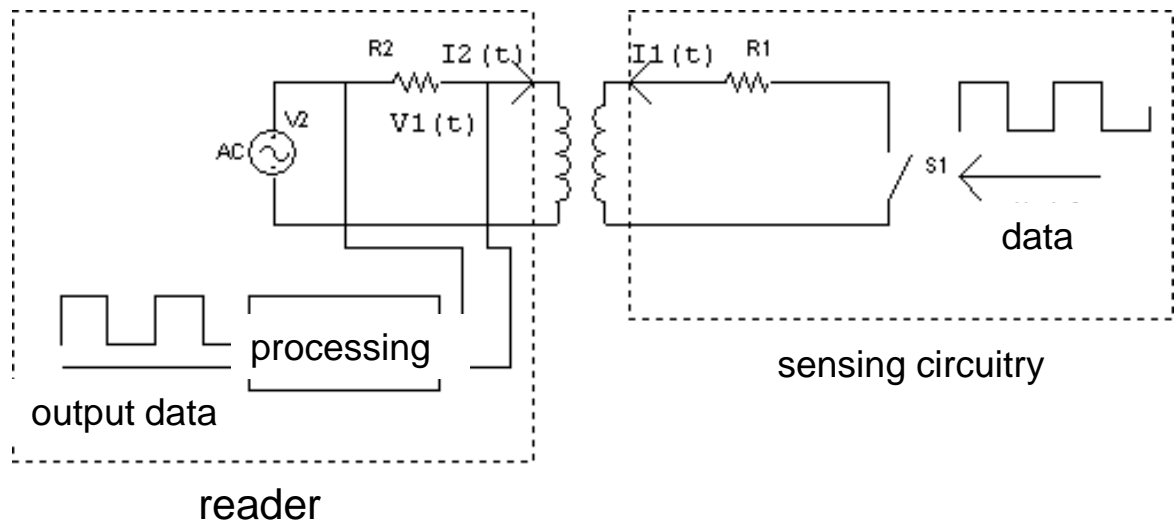 R2
I2(t)
I1(t)
R1
V2
V1(t)
AC
S1
data
processing
sensing circuitry
output data
reader